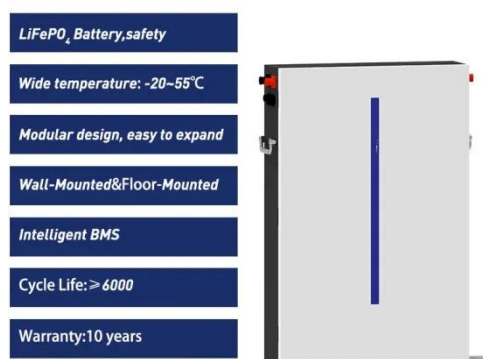 LiFePO₄ Battery,safety
Wide temperature: -20~55℃
Modular design, easy to expand
Wall-Mounted&Floor-Mounted
Intelligent BMS
Cycle Life:≥6000
Warranty:10 years